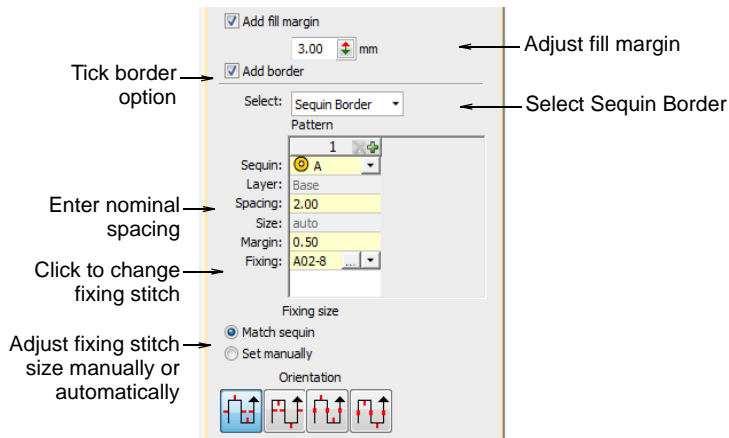 Add fill margin
3.00 mm
Adjust fill margin
Tick border
option
Add border
Select: Sequin Border
Select Sequin Border
Pattern
1
Sequin: A
Layer: Base
Enter nominal
spacing
Spacing: 2.00
Size: auto
Margin: 0.50
Click to change
fixing stitch
Fixing: A02-8 ...
Fixing size
Adjust fixing stitch
size manually or
automatically
Match sequin
Set manually
Orientation